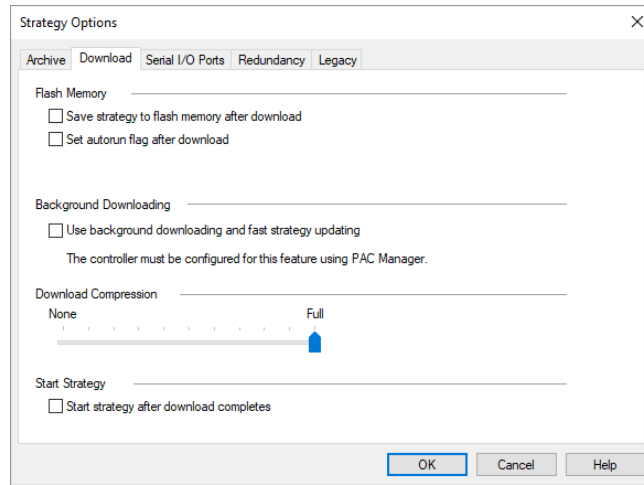 Strategy Options
Archive Download Serial I/O Ports Redundancy Legacy
Flash Memory
Save strategy to flash memory after download
Set autorun flag after download
Background Downloading
Use background downloading and fast strategy updating
The controller must be configured for this feature using PAC Manager.
Download Compression
None Full
Start Strategy
Start strategy after download completes
OK Cancel Help